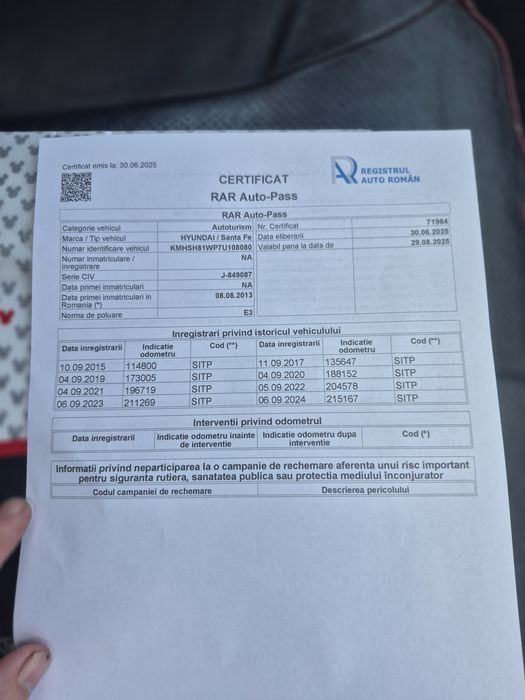 Certificat emis la: 30.06.2025
REGISTRUL
AUTO ROMÂN
CERTIFICAT
RAR Auto-Pass
RAR Auto-Pass
Categorie vehicul Autoturism Nr. Certificat 71984
Marca / Tip vehicul HYUNDAI / Santa Fe Data eliberarii 30.06.2025
Numar identificare vehicul KMHSH81WP7U108080 Valabil pana la data de 29.08.2025
Numar inmatriculare / inregistrare NA
Serie CIV J-849087
Data primei inmatriculari NA
Data primei inmatriculari in Romania (*) 08.08.2013
Norma de poluare E3
Inregistrari privind istoricul vehiculului
Data inregistrarii Indicatie odometru Cod (**) Data inregistrarii Indicatie odometru Cod (**)
10.09.2015 114800 SITP 11.09.2017 135647 SITP
04.09.2019 173005 SITP 04.09.2020 188152 SITP
04.09.2021 196719 SITP 05.09.2022 204578 SITP
06.09.2023 211269 SITP 06.09.2024 215167 SITP
Interventii privind odometrul
Data inregistrarii Indicatie odometru inainte de interventie Indicatie odometru dupa interventie Cod (*)
Informatii privind neparticiparea la o campanie de rechemare aferenta unui risc important
pentru siguranta rutiera, sanatatea publica sau protectia mediului înconjurator
Codul campaniei de rechemare Descrierea pericolului